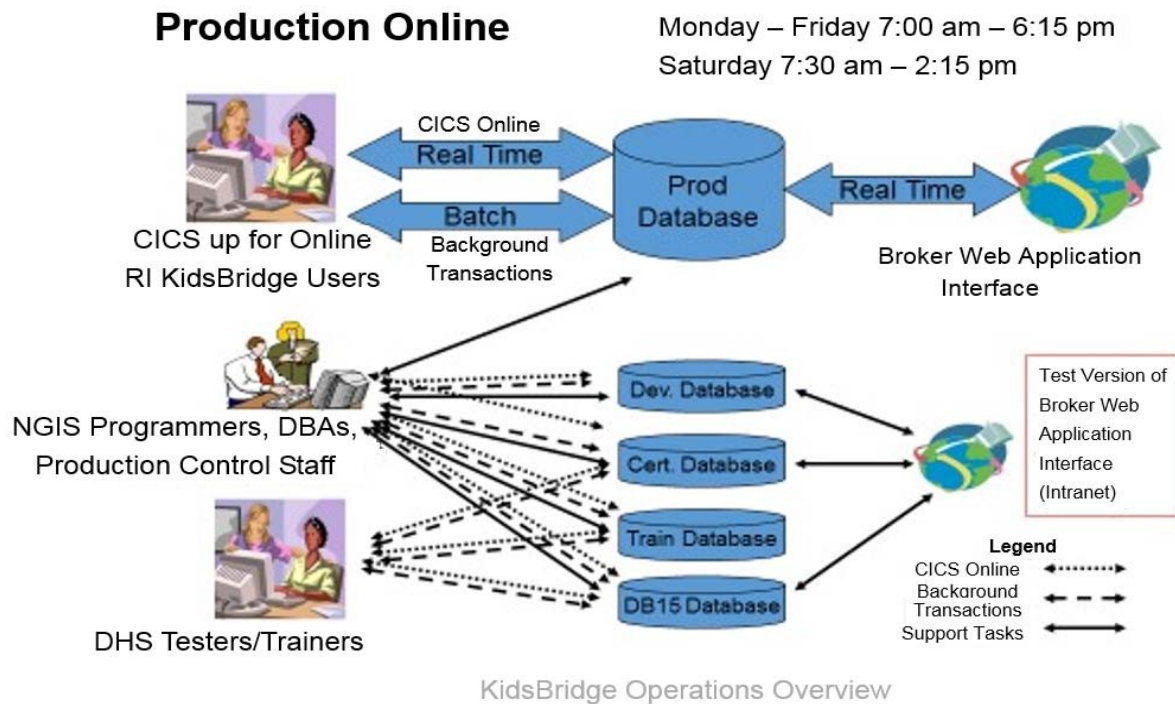 Production Online
Monday – Friday 7:00 am – 6:15 pm
Saturday 7:30 am – 2:15 pm
CICS Online
Real Time
Batch
Background
Transactions
Prod
Database
Real Time
CICS up for Online
RI KidsBridge Users
Broker Web Application
Interface
NGIS Programmers, DBAs,
Production Control Staff
Dev. Database
Cert. Database
Train Database
DB15 Database
Test Version of
Broker Web
Application
Interface
(Intranet)
DHS Testers/Trainers
Legend
CICS Online
Background
Transactions
Support Tasks
KidsBridge Operations Overview